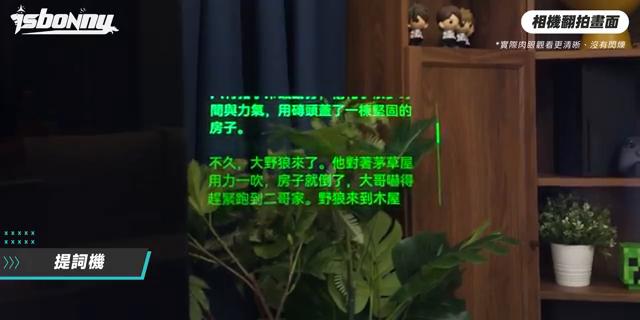 isbonny
相機翻拍畫面
*實際肉眼觀看更清晰、沒有閃爍
間與力氣，用磚頭蓋了一棟堅固的
房子。
不久，大野狼來了。他對著茅草屋
用力一吹，房子就倒了，大哥嚇得
趕緊跑到二哥家。野狼來到木屋
提詞機